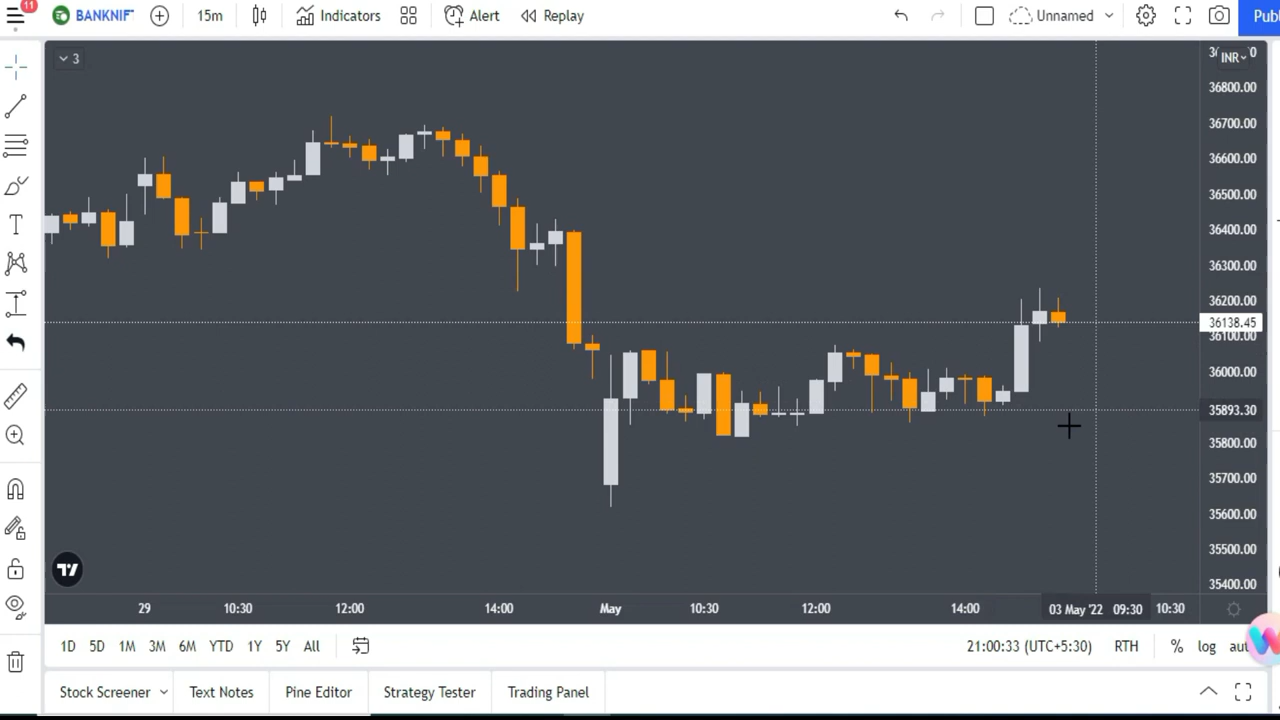 11
BANKNIF
15m
Indicators
Alert
Replay
Unnamed
Publ
3
INR
36800.00
36700.00
36600.00
36500.00
36400.00
36300.00
36200.00
36138.45
36100.00
36000.00
35893.30
35800.00
35700.00
35600.00
35500.00
35400.00
29 10:30 12:00 14:00 May 10:30 12:00 14:00 03 May '22 09:30 10:30
1D 5D 1M 3M 6M YTD 1Y 5Y All 21:00:33 (UTC+5:30) RTH % log
Stock Screener Text Notes Pine Editor Strategy Tester Trading Panel